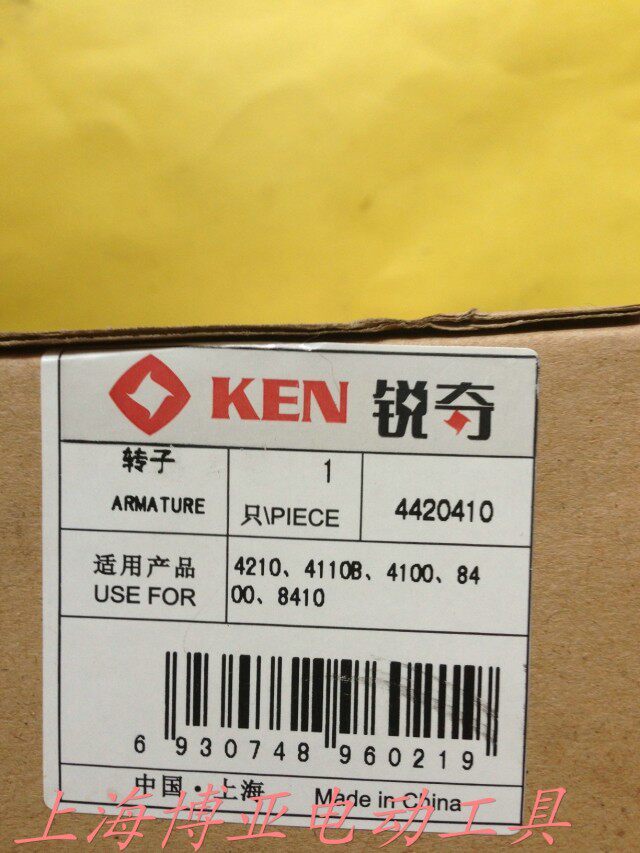 KEN 锐奇
转子
ARMATURE
1
只\PIECE
4420410
适用产品
USE FOR
4210、4110B、4100、84
00、8410
6 930748 960219
中国·上海 Made in China
上海博亚电动工具